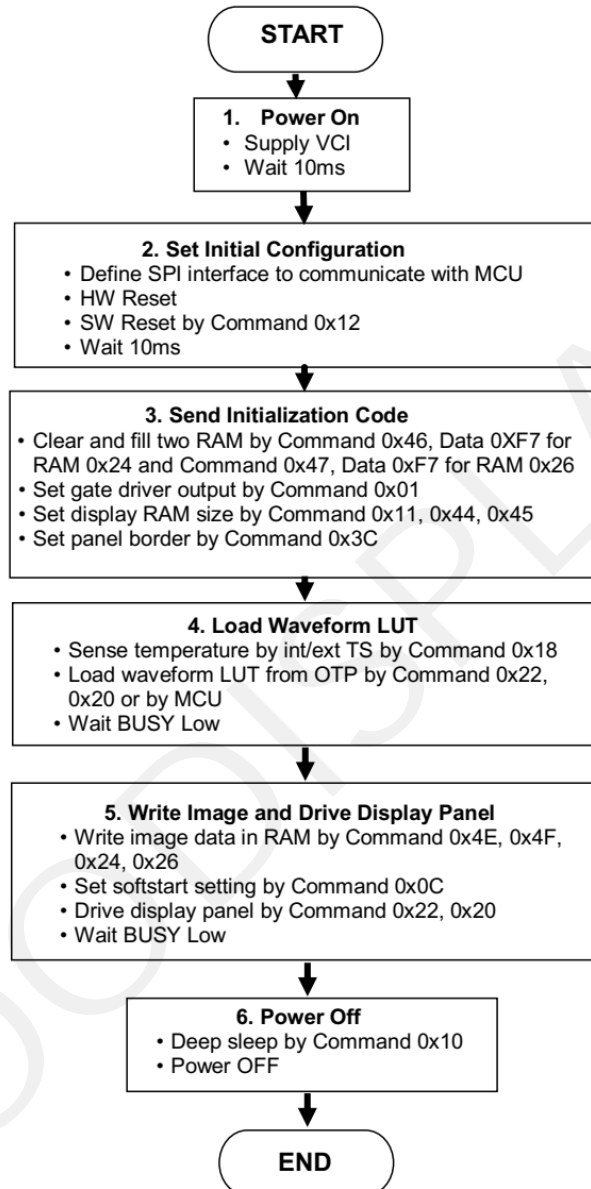 START
1. Power On
• Supply VCI
• Wait 10ms
2. Set Initial Configuration
• Define SPI interface to communicate with MCU
• HW Reset
• SW Reset by Command 0x12
• Wait 10ms
3. Send Initialization Code
• Clear and fill two RAM by Command 0x46, Data 0XF7 for
RAM 0x24 and Command 0x47, Data 0xF7 for RAM 0x26
• Set gate driver output by Command 0x01
• Set display RAM size by Command 0x11, 0x44, 0x45
• Set panel border by Command 0x3C
4. Load Waveform LUT
• Sense temperature by int/ext TS by Command 0x18
• Load waveform LUT from OTP by Command 0x22,
0x20 or by MCU
• Wait BUSY Low
5. Write Image and Drive Display Panel
• Write image data in RAM by Command 0x4E, 0x4F,
0x24, 0x26
• Set softstart setting by Command 0x0C
• Drive display panel by Command 0x22, 0x20
• Wait BUSY Low
6. Power Off
• Deep sleep by Command 0x10
• Power OFF
END
OODISPLA